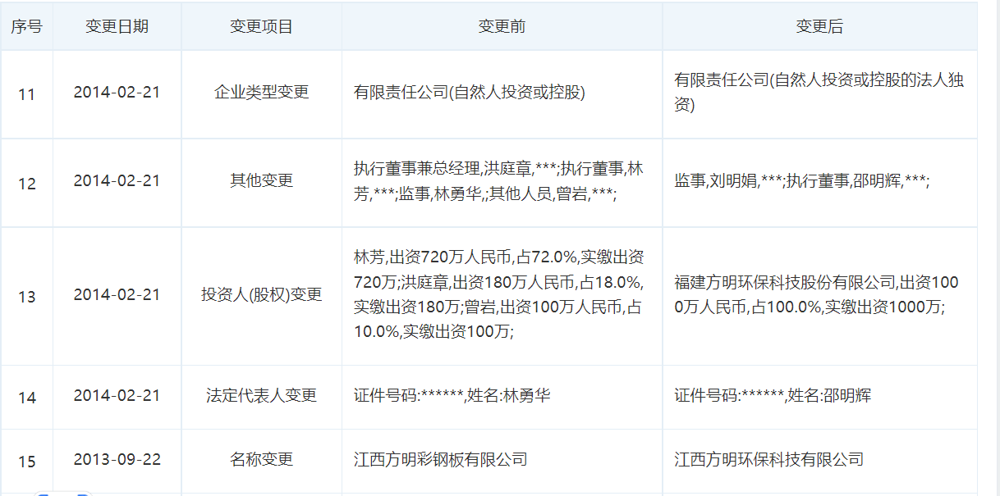 序号 变更日期 变更项目 变更前 变更后
11 2014-02-21 企业类型变更 有限责任公司(自然人投资或控股) 有限责任公司(自然人投资或控股的法人独
资)
12 2014-02-21 其他变更 执行董事兼总经理,洪庭章,***;执行董事,林
芳,***;监事,林勇华,;其他人员,曾岩,***;
监事,刘明娟,***;执行董事,邵明辉,***;
13 2014-02-21 投资人(股权)变更 林芳,出资720万人民币,占72.0%,实缴出资
720万;洪庭章,出资180万人民币,占18.0%,
实缴出资180万;曾岩,出资100万人民币,占
10.0%,实缴出资100万;
福建方明环保科技股份有限公司,出资100
0万人民币,占100.0%,实缴出资1000万;
14 2014-02-21 法定代表人变更 证件号码:******,姓名:林勇华 证件号码:******,姓名:邵明辉
15 2013-09-22 名称变更 江西方明彩钢板有限公司 江西方明环保科技有限公司